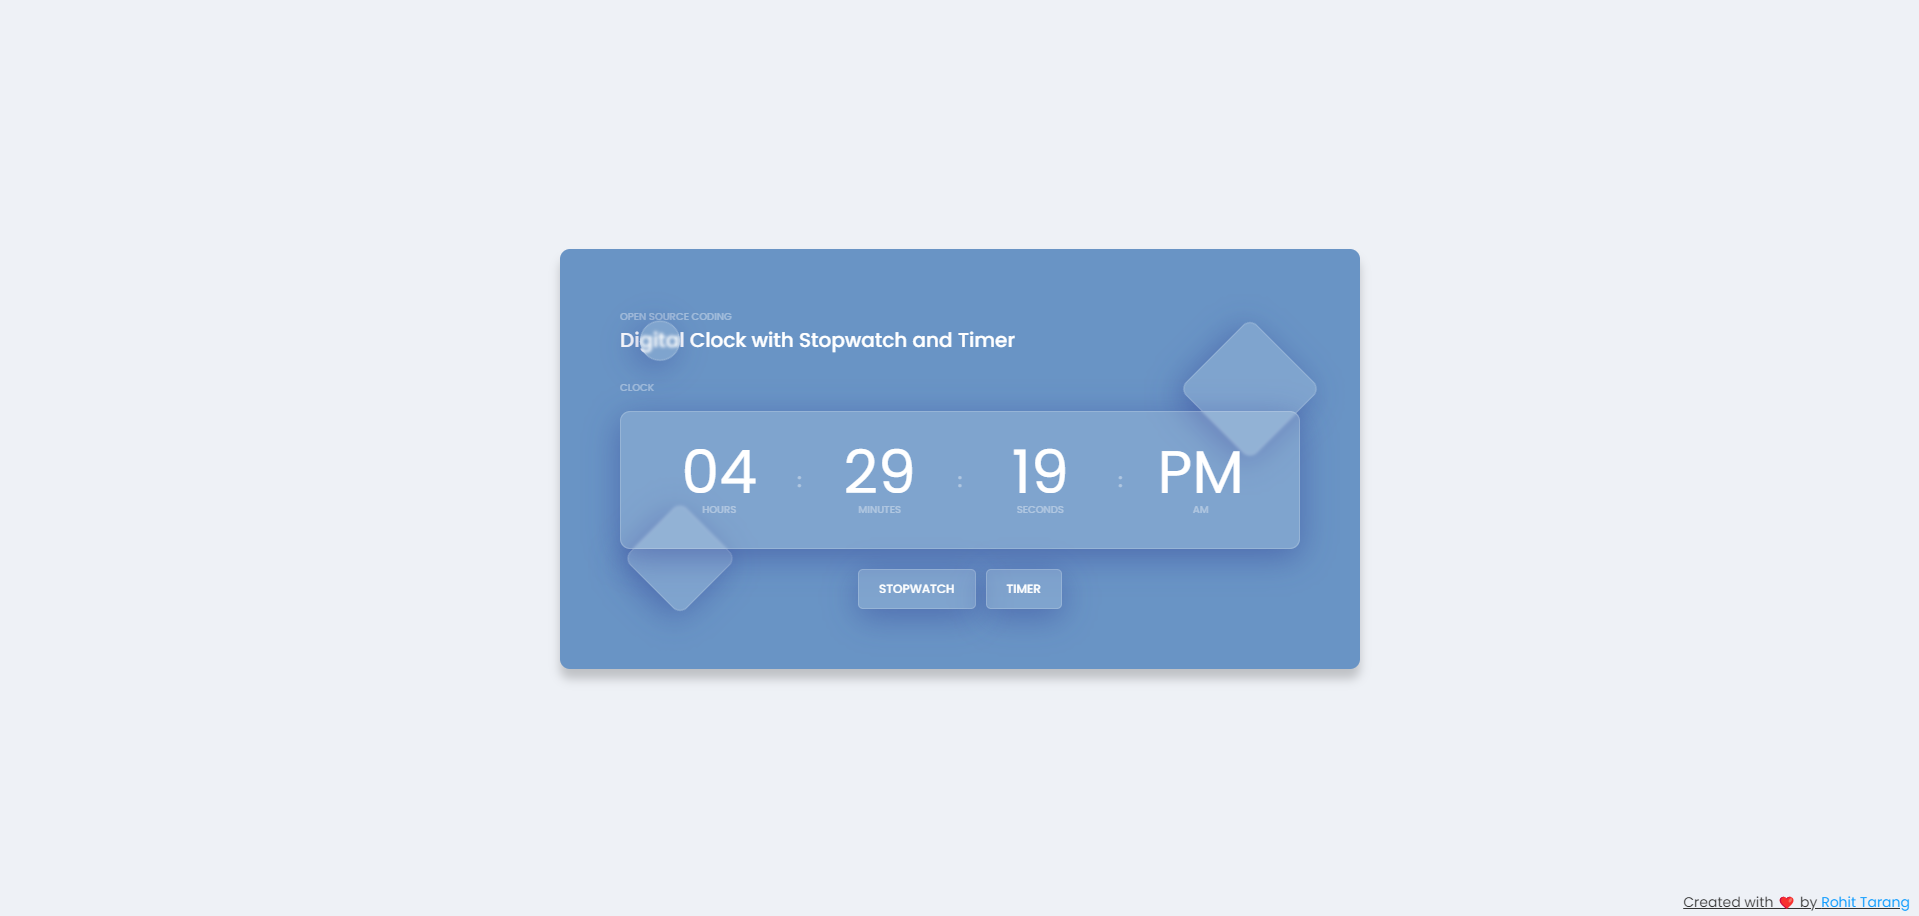 OPEN SOURCE CODING
Digital Clock with Stopwatch and Timer
CLOCK
04 : 29 : 19 : PM
HOURS MINUTES SECONDS AM
STOPWATCH TIMER
Created with ❤️ by Rohit Tarang